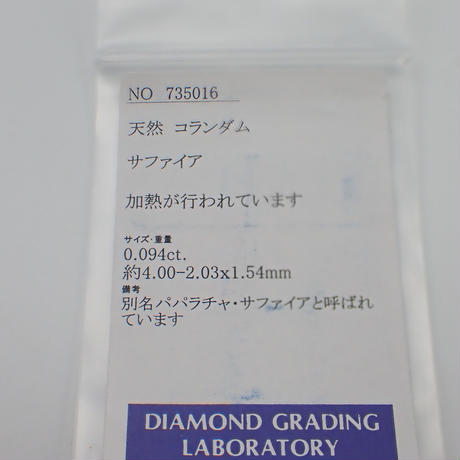 NO 735016
天然 コランダム
サファイア
加熱が行われています
サイズ・重量
0.094ct.
約4.00-2.03x1.54mm
備考
別名パパラチャ・サファイアと呼ばれ
ています
DIAMOND GRADING
LABORATORY